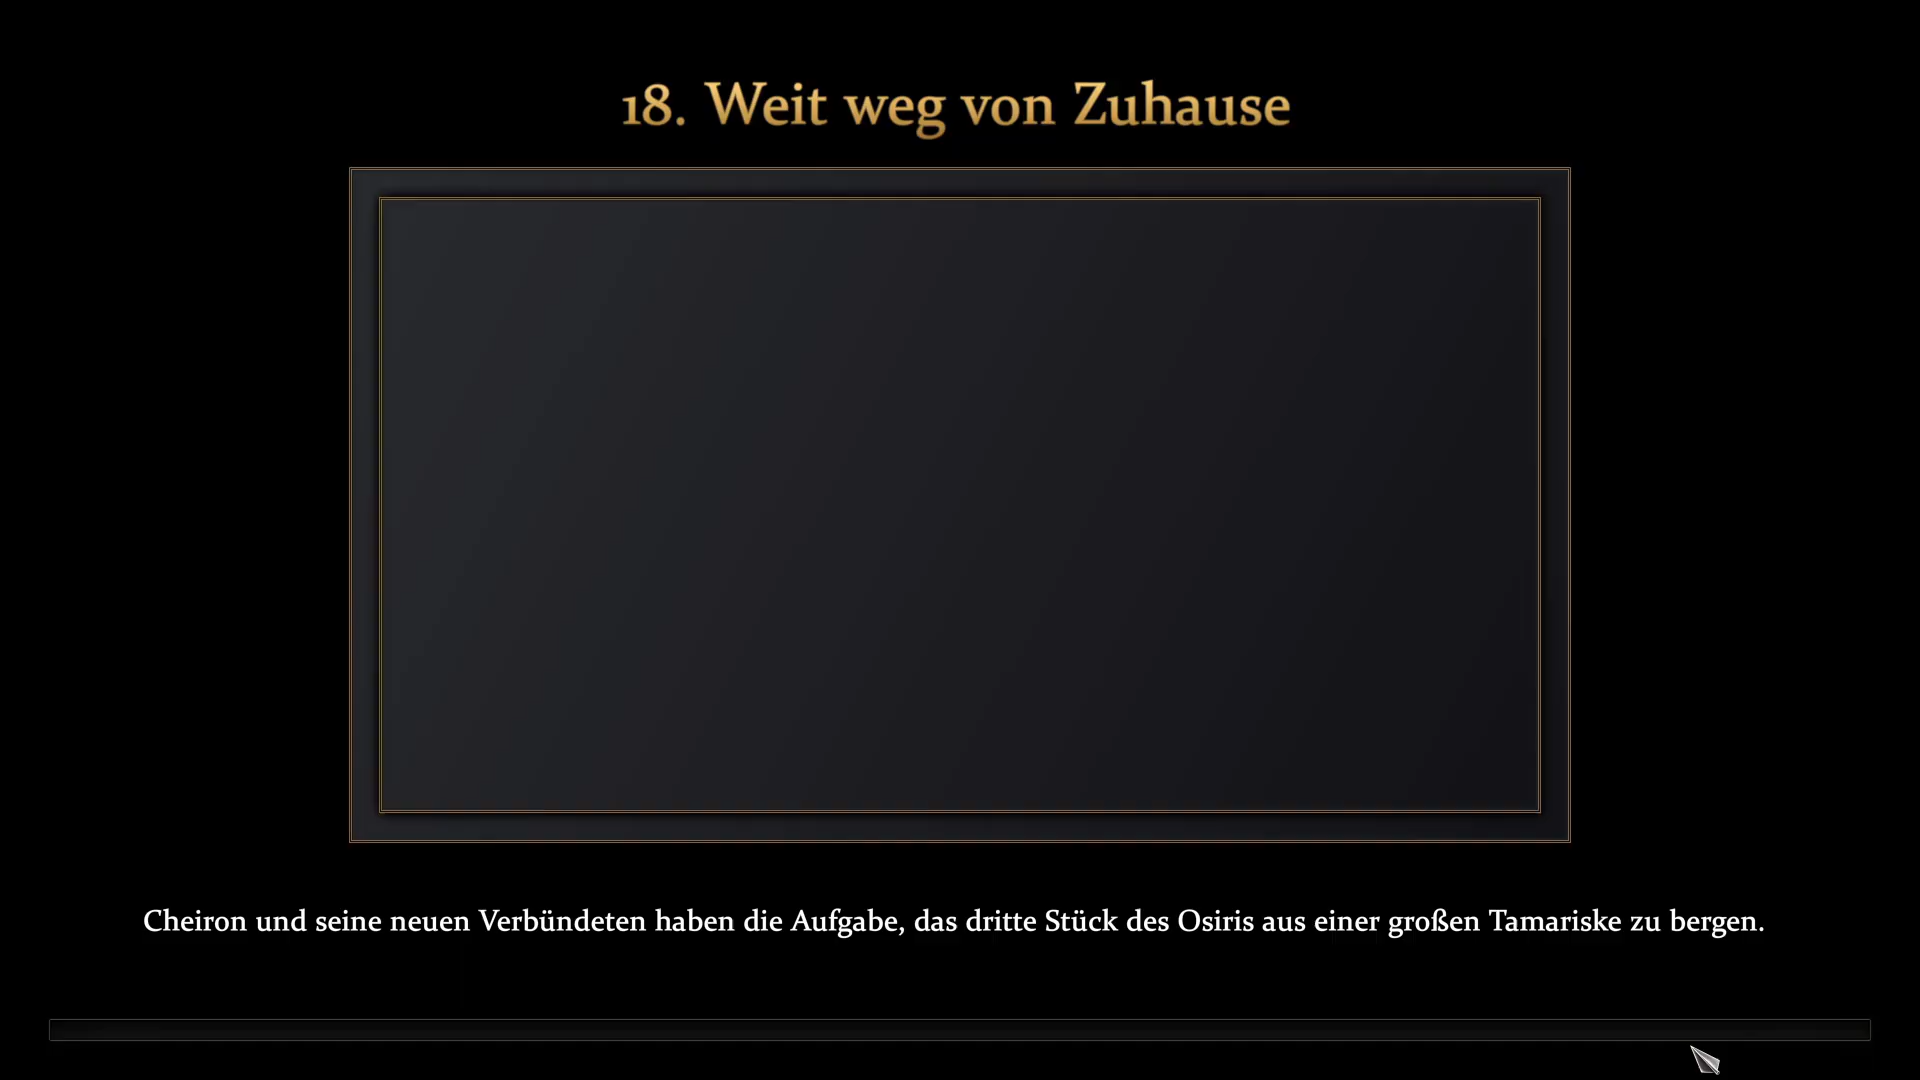 18. Weit weg von Zuhause
Cheiron und seine neuen Verbündeten haben die Aufgabe, das dritte Stück des Osiris aus einer großen Tamariske zu bergen.